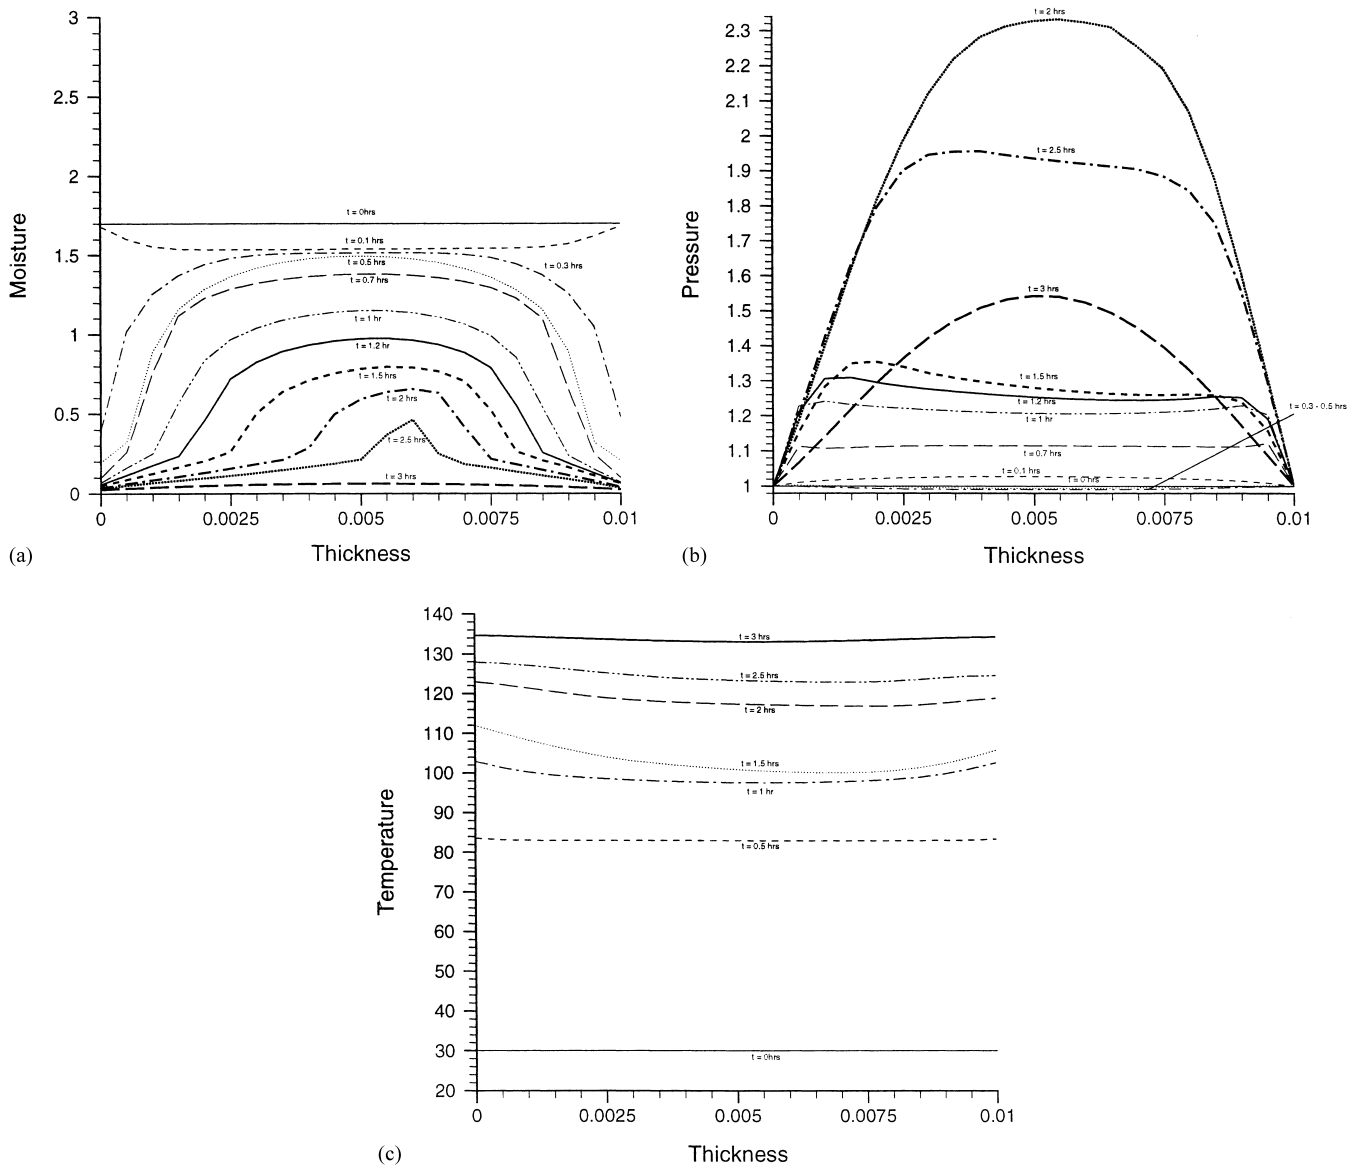 3
2.5
2
1.5
1
0.5
0
Moisture
t = 0hrs
t = 0.1 hrs
t = 0.3 hrs
t = 0.5 hrs
t = 0.7 hrs
t = 1 hr
t = 1.2 hr
t = 1.5 hrs
t = 2 hrs
t = 2.5 hrs
t = 3 hrs
0 0.0025 0.005 0.0075 0.01
Thickness
(a)
2.3
2.2
2.1
2
1.9
1.8
1.7
1.6
1.5
1.4
1.3
1.2
1.1
1
Pressure
t = 2 hrs
t = 2.5 hrs
t = 3 hrs
t = 1.5 hrs
t = 1.2 hrs
t = 0.3 - 0.5 hrs
t = 1 hr
t = 0.7 hrs
t = 0.1 hrs
t = 0 hrs
0 0.0025 0.005 0.0075 0.01
Thickness
(b)
140
130
120
110
100
90
80
70
60
50
40
30
20
Temperature
t = 3 hrs
t = 2.5 hrs
t = 2 hrs
t = 1.5 hrs
t = 1 hr
t = 0.5 hrs
t = 0hrs
0 0.0025 0.005 0.0075 0.01
Thickness
(c)